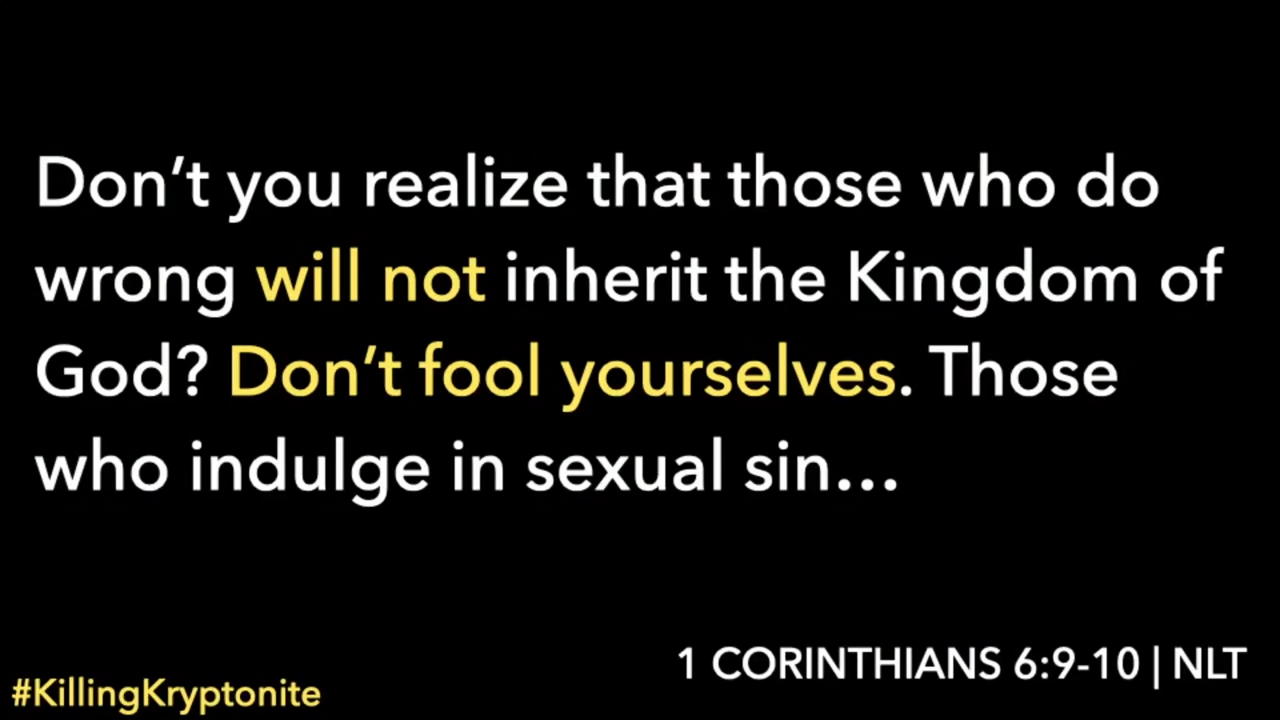 Don’t you realize that those who do
wrong will not inherit the Kingdom of
God? Don’t fool yourselves. Those
who indulge in sexual sin…
1 CORINTHIANS 6:9-10 | NLT
#KillingKryptonite